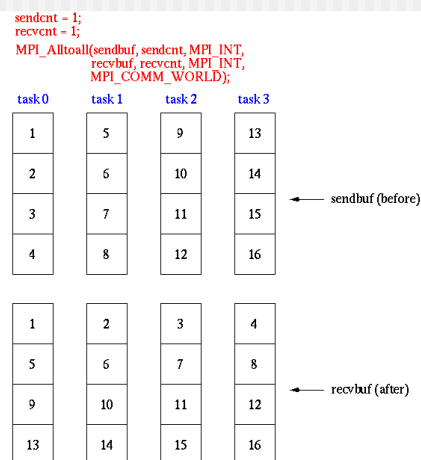 sendcnt = 1;
recvcnt = 1;
MPI_Alltoall(sendbuf, sendcnt, MPI_INT,
recvbuf, recvcnt, MPI_INT,
MPI_COMM_WORLD);
task 0 task 1 task 2 task 3
1 5 9 13
2 6 10 14
sendbuf (before)
3 7 11 15
4 8 12 16
1 2 3 4
5 6 7 8
recvbuf (after)
9 10 11 12
13 14 15 16